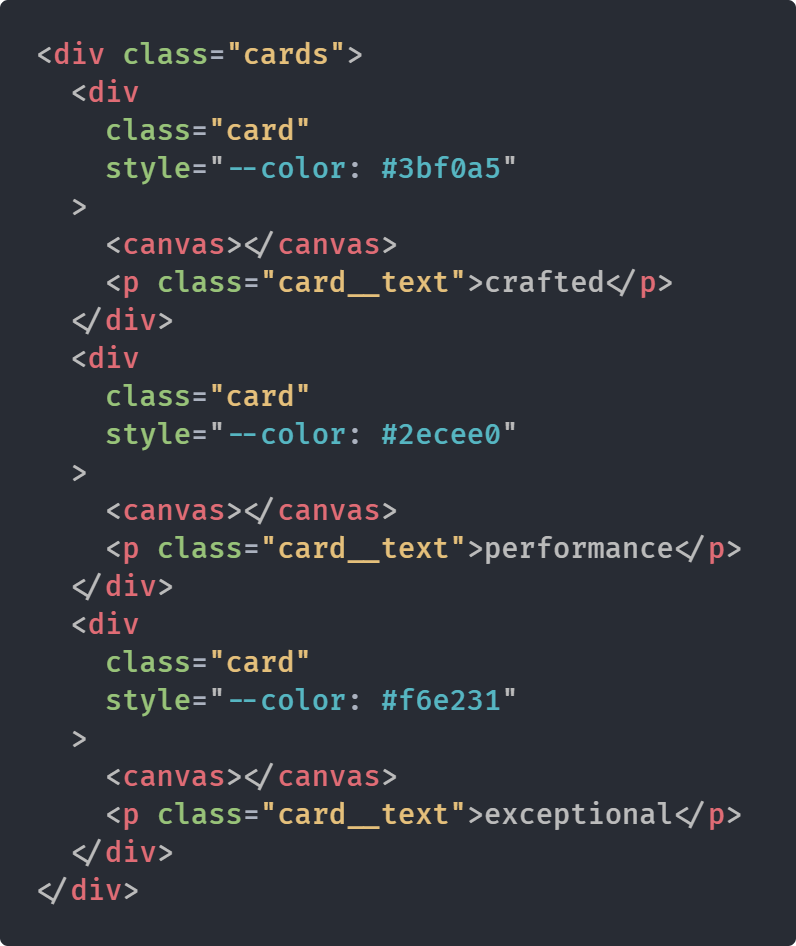 <div class="cards">
  <div
    class="card"
    style="--color: #3bf0a5"
  >
    <canvas></canvas>
    <p class="card__text">crafted</p>
  </div>
  <div
    class="card"
    style="--color: #2ecee0"
  >
    <canvas></canvas>
    <p class="card__text">performance</p>
  </div>
  <div
    class="card"
    style="--color: #f6e231"
  >
    <canvas></canvas>
    <p class="card__text">exceptional</p>
  </div>
</div>